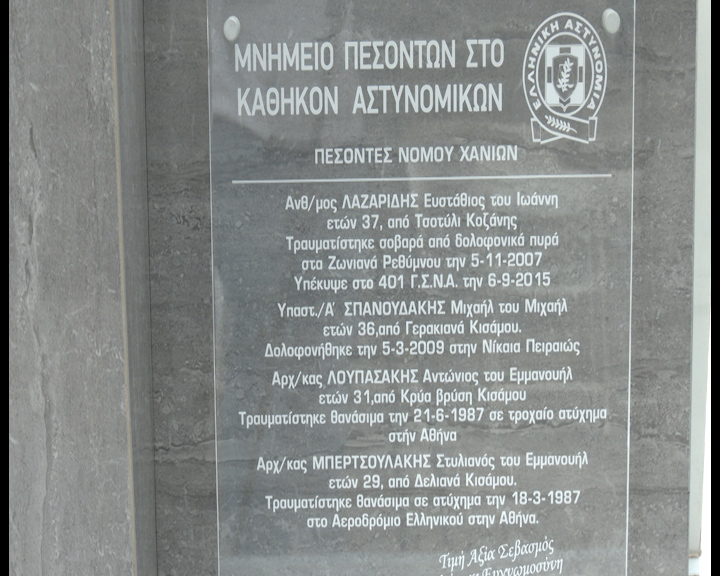 ΜΝΗΜΕΙΟ ΠΕΣΟΝΤΩΝ ΣΤΟ
ΚΑΘΗΚΟΝ ΑΣΤΥΝΟΜΙΚΩΝ
ΕΛΛΗΝΙΚΗ ΑΣΤΥΝΟΜΙΑ
ΠΕΣΟΝΤΕΣ ΝΟΜΟΥ ΧΑΝΙΩΝ
Ανθ/μος ΛΑΖΑΡΙΔΗΣ Ευστάθιος του Ιωάννη
ετών 37, από Τσοτύλι Κοζάνης
Τραυματίστηκε σοβαρά από δολοφονικά πυρά
στα Ζωνιανά Ρεθύμνου την 5-11-2007
Υπέκυψε στο 401 Γ.Σ.Ν.Α. την 6-9-2015
Υπαστ./Α΄ ΣΠΑΝΟΥΔΑΚΗΣ Μιχαήλ του Μιχαήλ
ετών 36,από Γερακιανά Κισάμου.
Δολοφονήθηκε την 5-3-2009 στην Νίκαια Πειραιώς
Αρχ/κας ΛΟΥΠΑΣΑΚΗΣ Αντώνιος του Εμμανουήλ
ετών 31,από Κρύα βρύση Κισάμου
Τραυματίστηκε θανάσιμα την 21-6-1987 σε τροχαίο ατύχημα
στήν Αθήνα
Αρχ/κας ΜΠΕΡΤΣΟΥΛΑΚΗΣ Στυλιανός του Εμμανουήλ
ετών 29, από Δελιανά Κισάμου.
Τραυματίστηκε θανάσιμα σε ατύχημα την 18-3-1987
στο Αεροδρόμιο Ελληνικού στην Αθήνα.
Τιμή Αξία Σεβασμός
Ευγνωμοσύνη